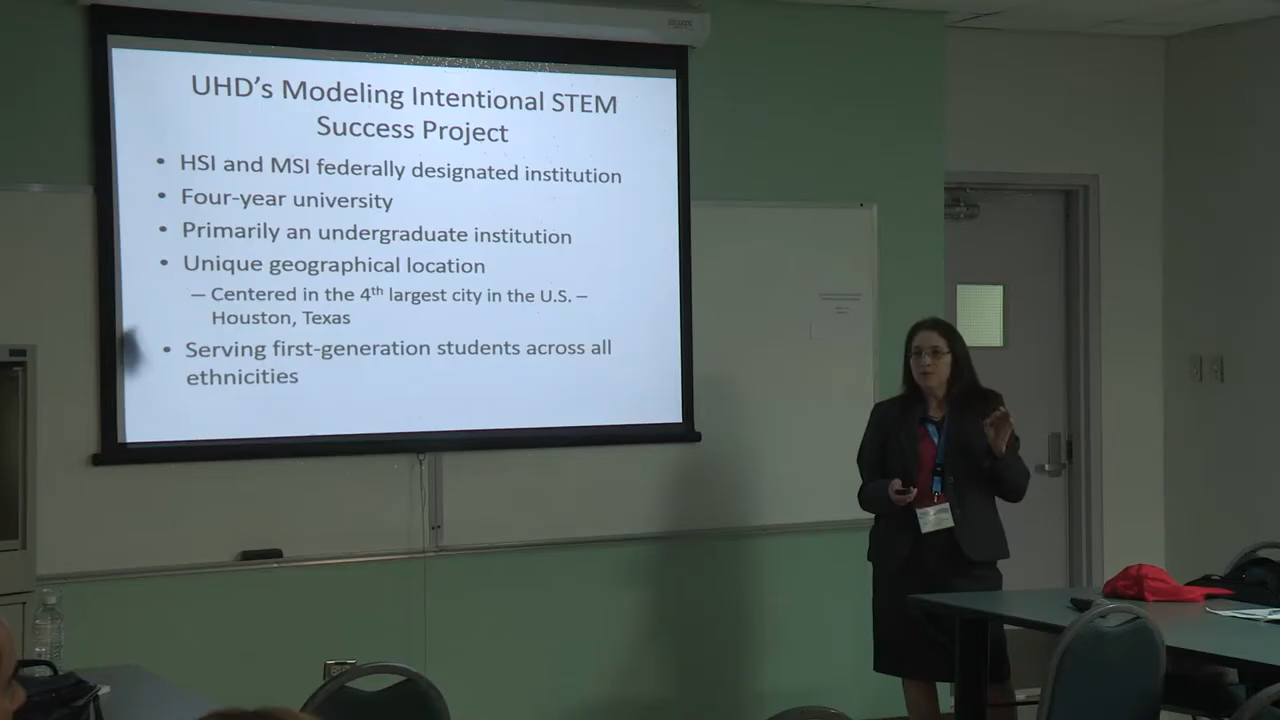 UHD's Modeling Intentional STEM
Success Project
• HSI and MSI federally designated institution
• Four-year university
• Primarily an undergraduate institution
• Unique geographical location
– Centered in the 4th largest city in the U.S. –
Houston, Texas
• Serving first-generation students across all
ethnicities